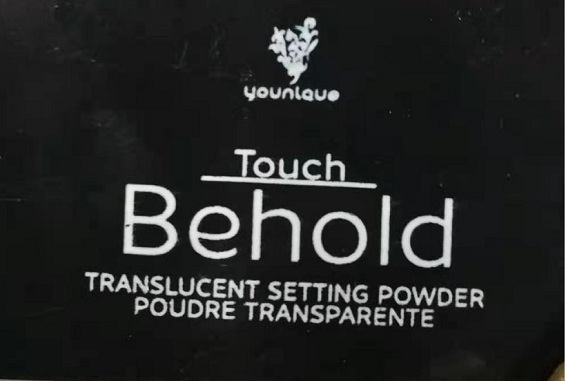 younique
Touch
Behold
TRANSLUCENT SETTING POWDER
POUDRE TRANSPARENTE